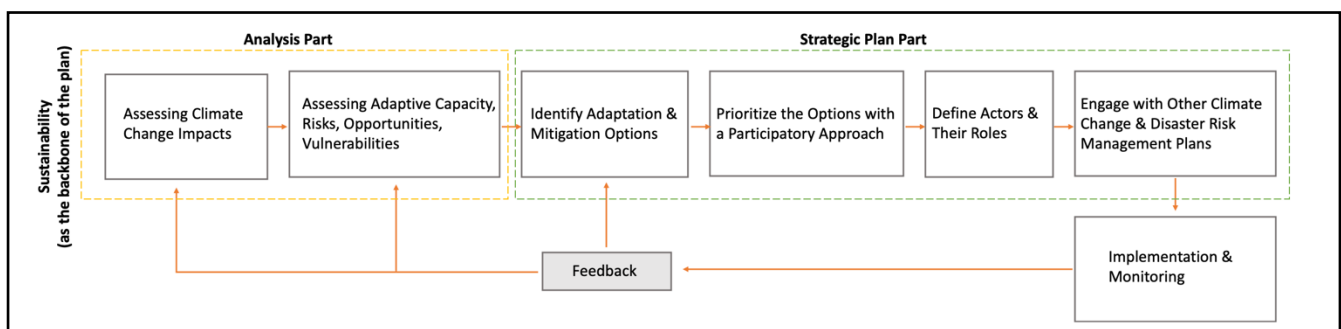 Analysis Part
Strategic Plan Part
Sustainability
(as the backbone of the plan)
Assessing Climate
Change Impacts
Assessing Adaptive Capacity,
Risks, Opportunities,
Vulnerabilities
Identify Adaptation &
Mitigation Options
Prioritize the Options with
a Participatory Approach
Define Actors &
Their Roles
Engage with Other Climate
Change & Disaster Risk
Management Plans
Feedback
Implementation &
Monitoring